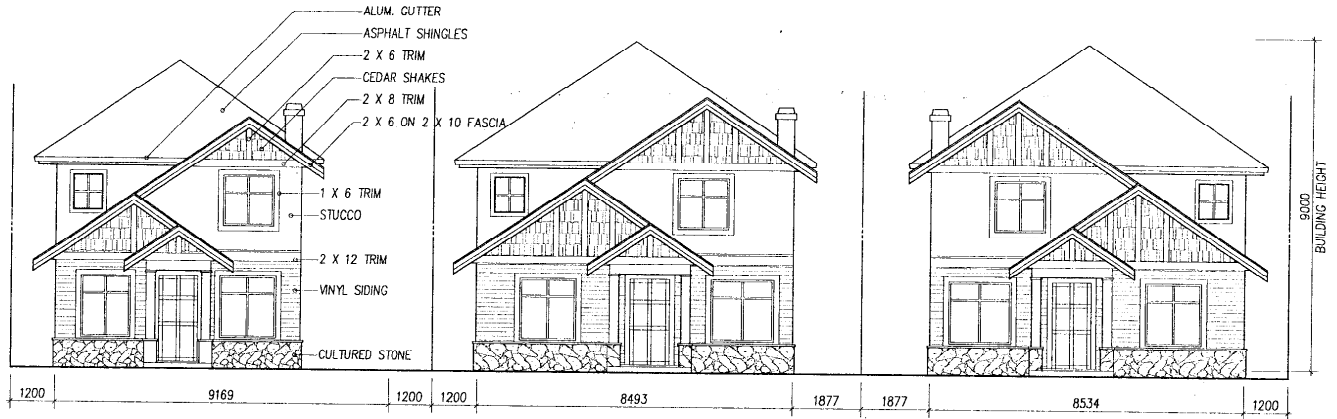 ALUM. GUTTER
ASPHALT SHINGLES
2 X 6 TRIM
CEDAR SHAKES
2 X 8 TRIM
2 X 6 ON 2 X 10 FASCIA
1 X 6 TRIM
STUCCO
2 X 12 TRIM
VINYL SIDING
CULTURED STONE
9000
BUILDING HEIGHT
1200 9169 1200 1200 8493 1877 1877 8534 1200